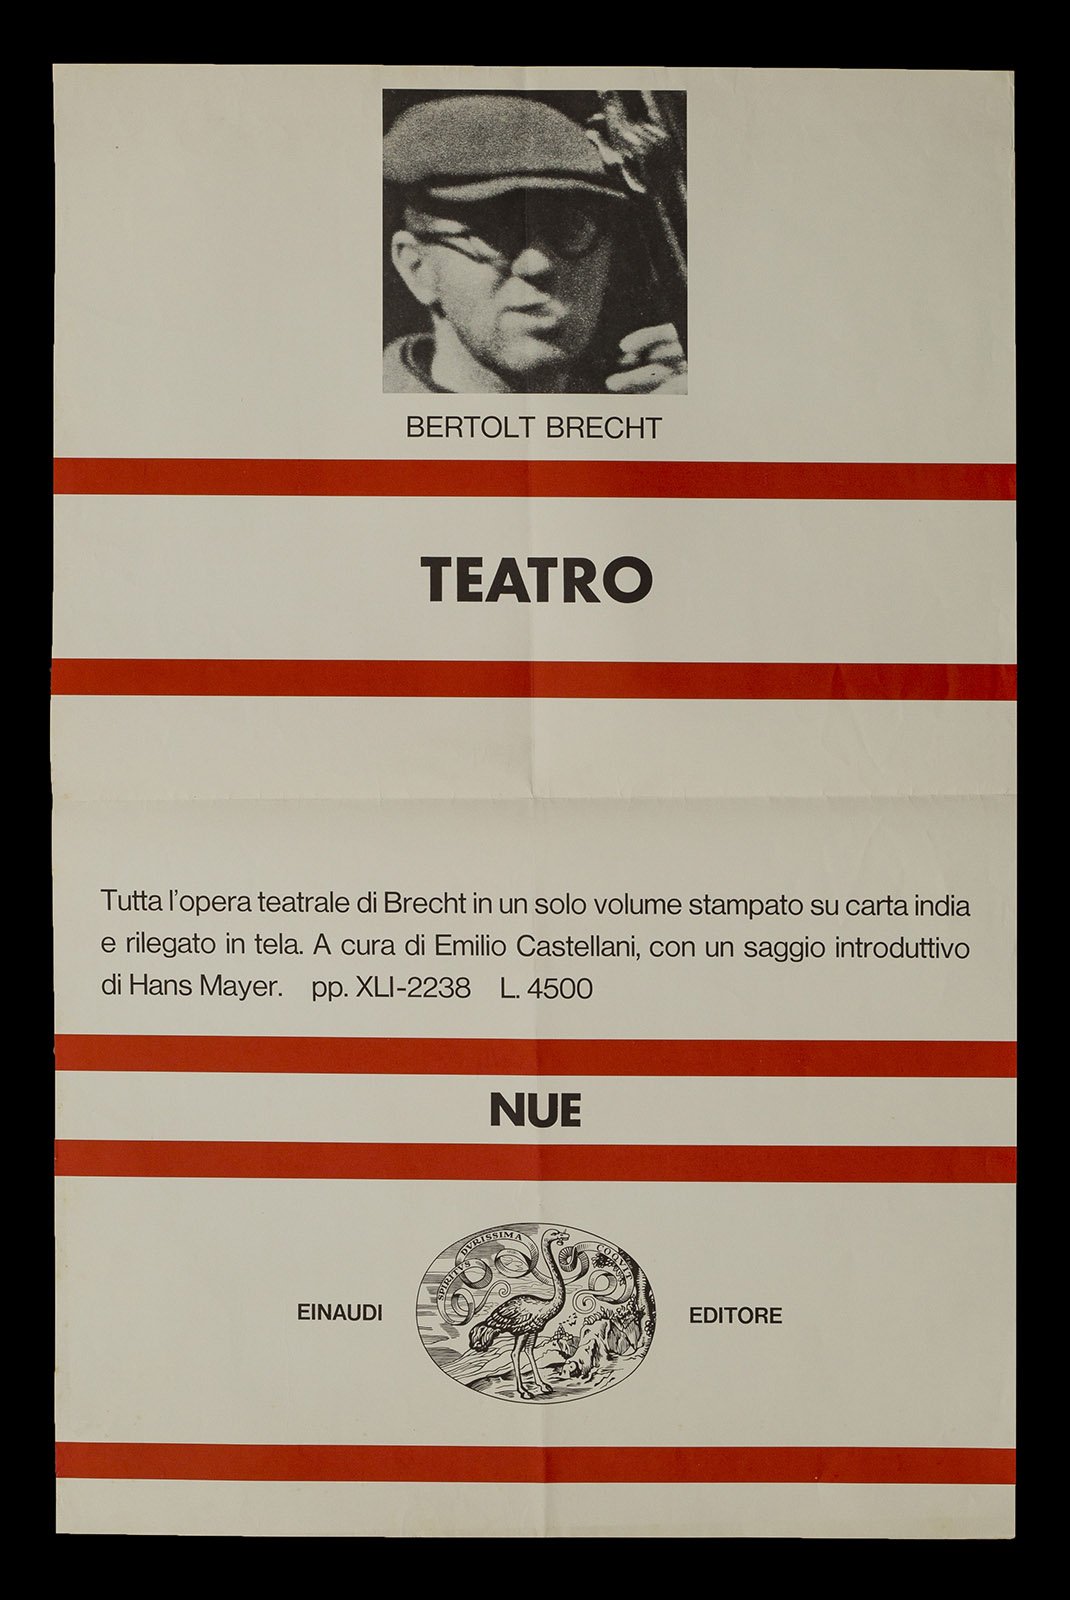 BERTOLT BRECHT
TEATRO
Tutta l'opera teatrale di Brecht in un solo volume stampato su carta india
e rilegato in tela. A cura di Emilio Castellani, con un saggio introduttivo
di Hans Mayer. pp. XLI-2238 L. 4500
NUE
SPIRITVS DVRISSIMA COQVIT
EINAUDI EDITORE